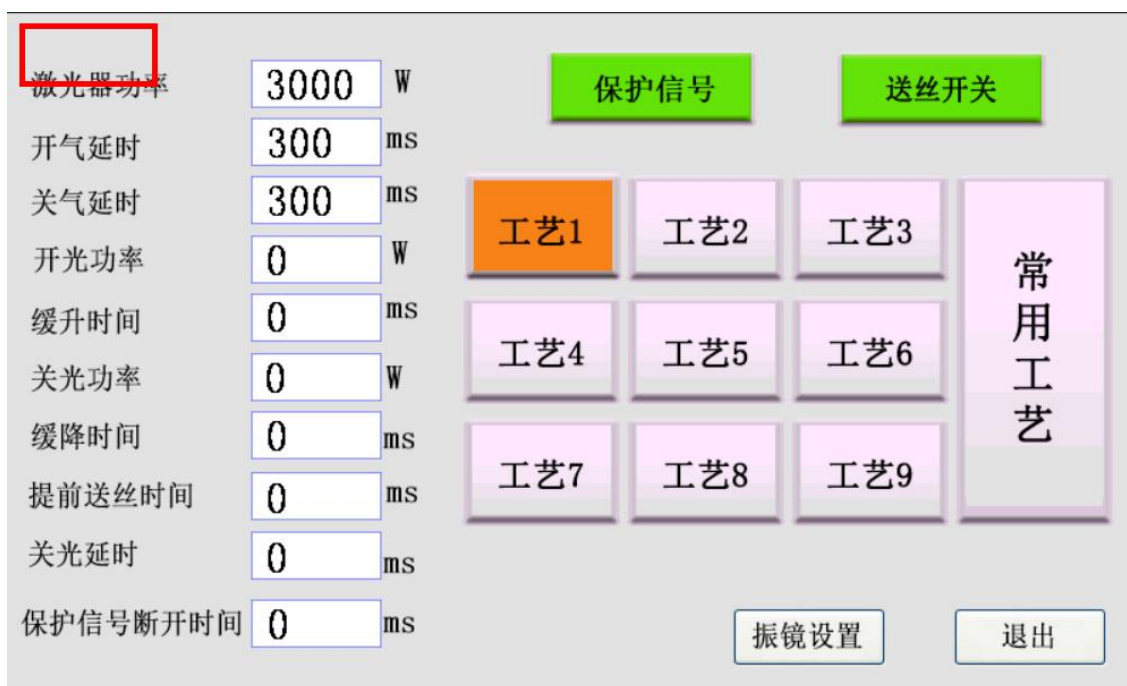 激光器功率 3000 W
开气延时 300 ms
关气延时 300 ms
开光功率 0 W
缓升时间 0 ms
关光功率 0 W
缓降时间 0 ms
提前送丝时间 0 ms
关光延时 0 ms
保护信号断开时间 0 ms
保护信号 送丝开关
工艺1 工艺2 工艺3
工艺4 工艺5 工艺6
工艺7 工艺8 工艺9
常用工艺
振镜设置 退出